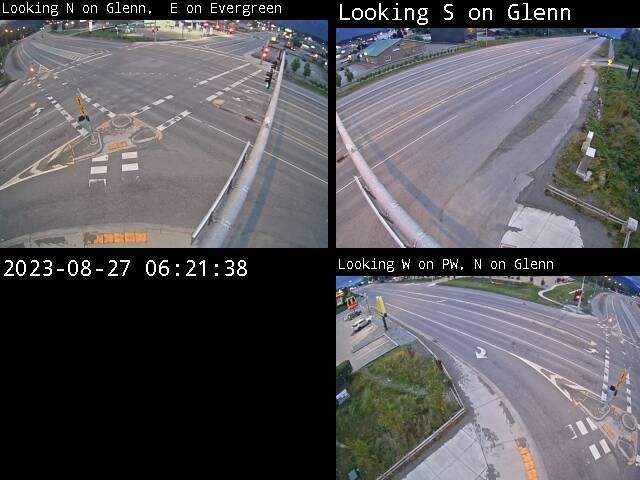 Looking N on Glenn,  E on Evergreen
Looking S on Glenn
2023-08-27 06:21:38
Looking W on PW, N on Glenn